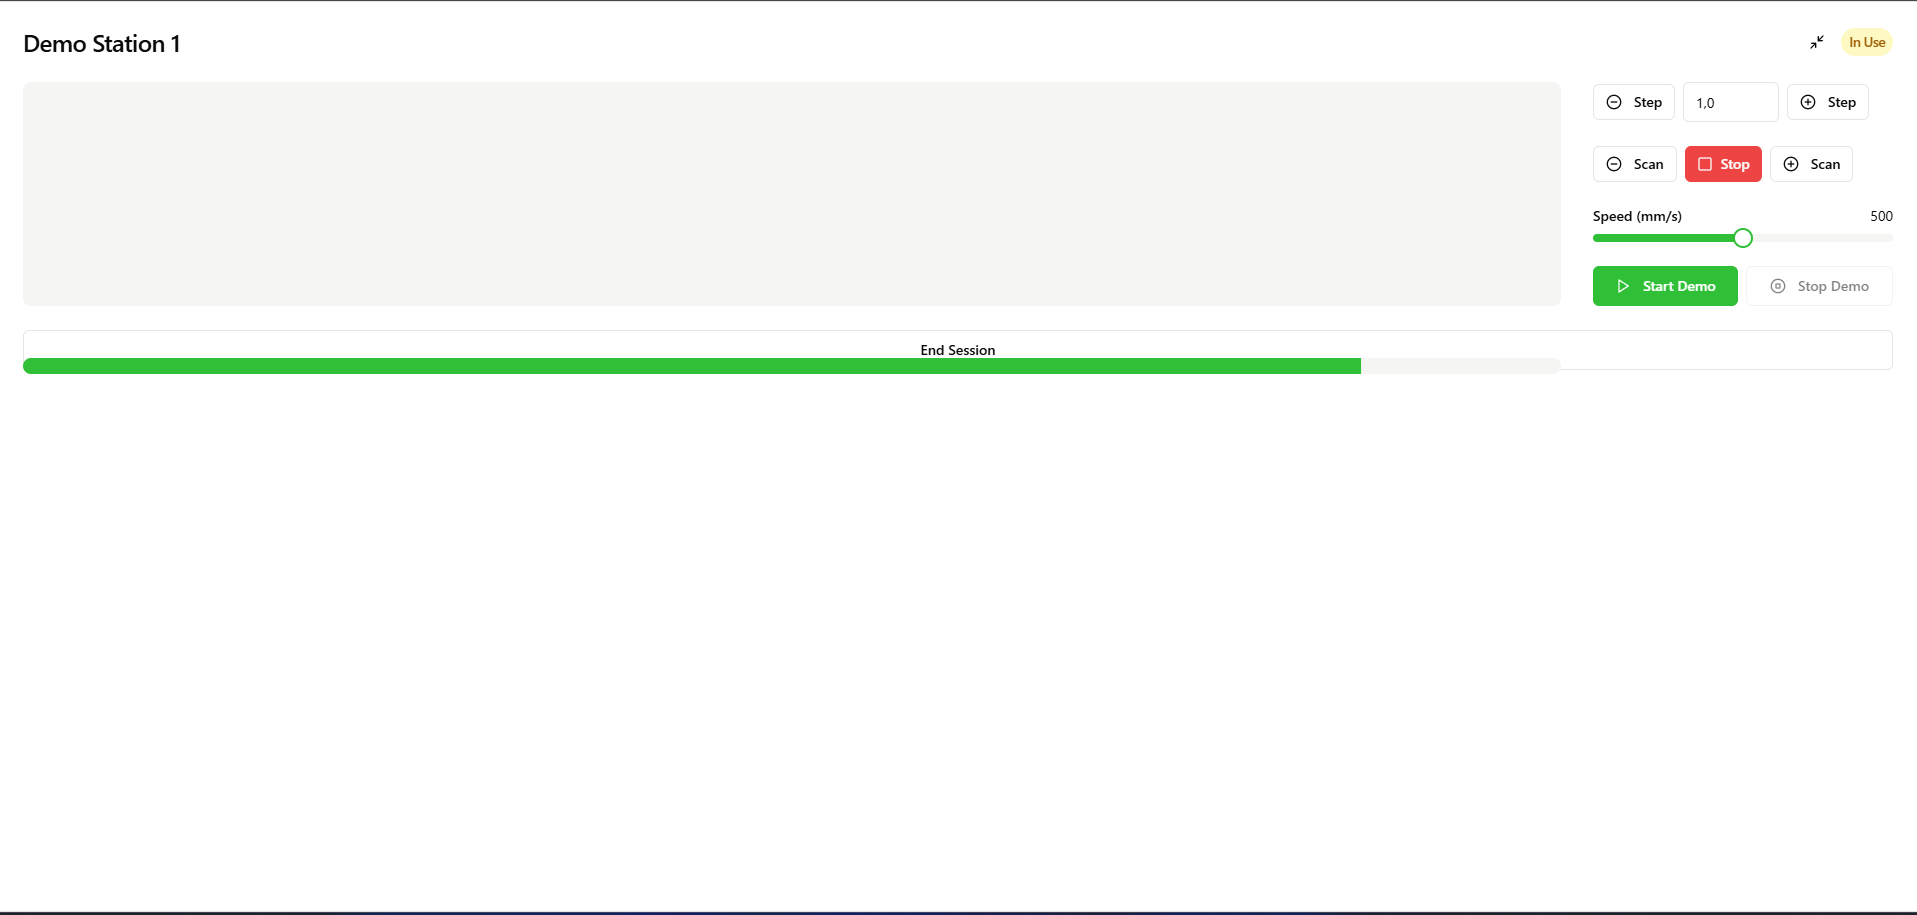 Demo Station 1
In Use
Step 1,0 Step
Scan Stop Scan
Speed (mm/s) 500
Start Demo Stop Demo
End Session